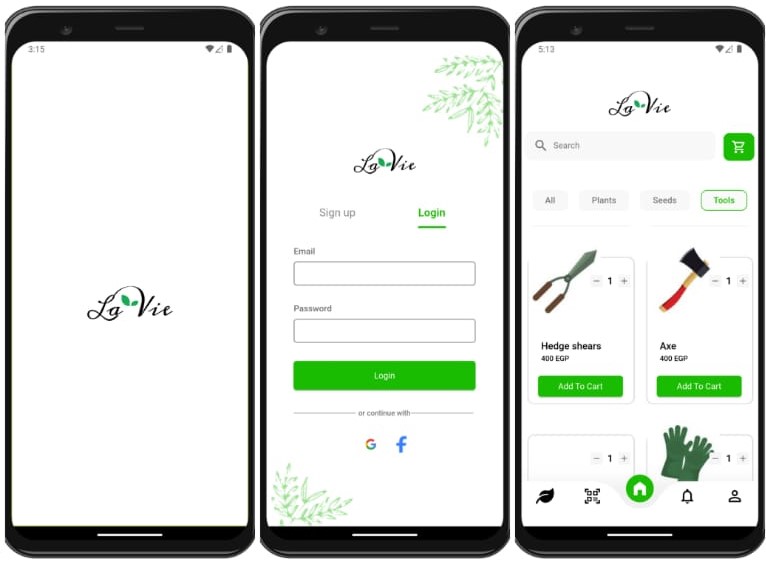 3:15
La Vie
La Vie
Sign up Login
Email
Password
Login
or continue with
G f
5:13
La Vie
Search
All Plants Seeds Tools
− 1 + − 1 +
Hedge shears Axe
400 EGP 400 EGP
Add To Cart Add To Cart
− 1 + − 1 +